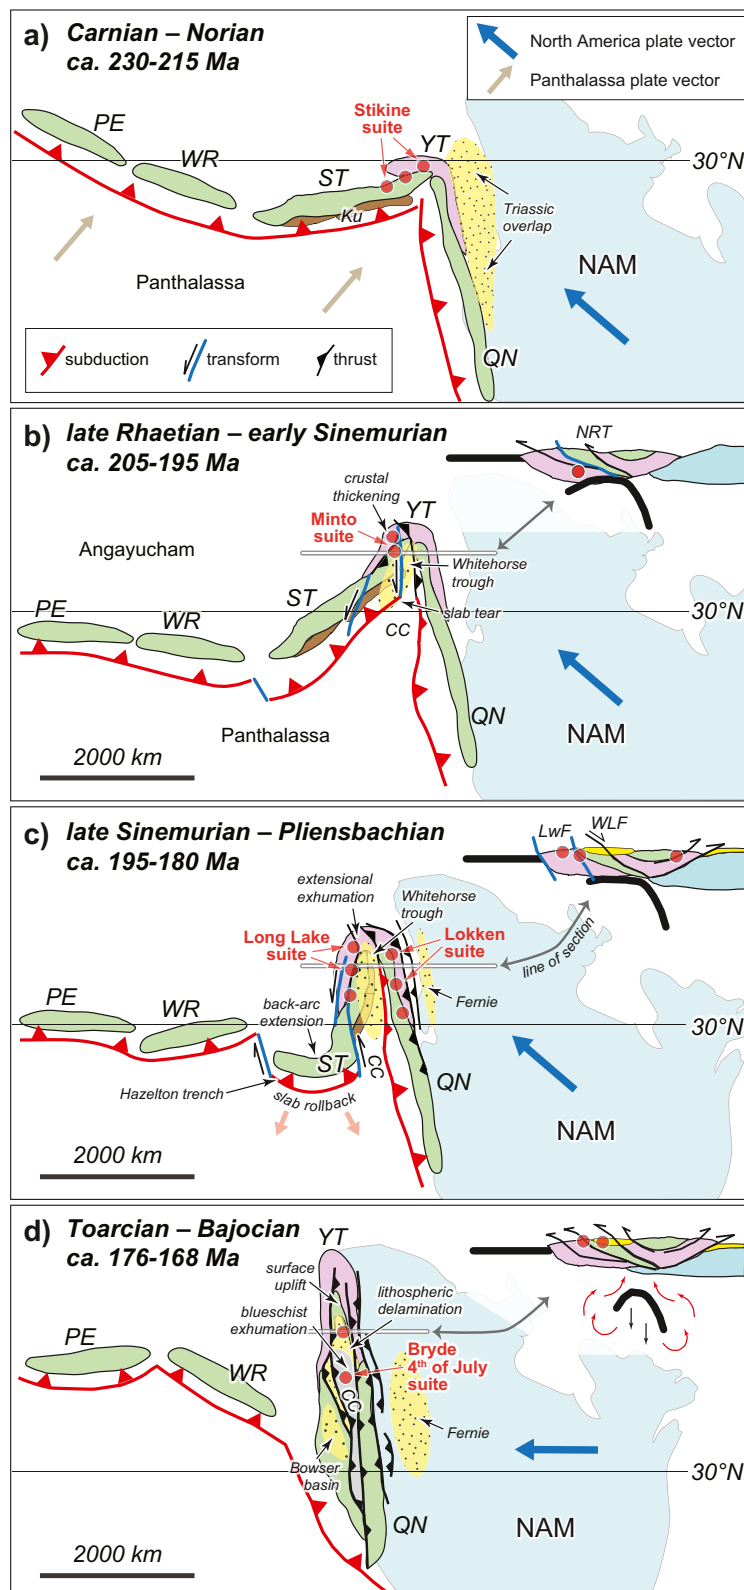 a) Carnian – Norian
ca. 230-215 Ma
North America plate vector
Panthalassa plate vector
PE
WR
Stikine
suite
YT
ST
Ku
30°N
Triassic
overlap
NAM
Panthalassa
QN
subduction
transform
thrust
b) late Rhaetian – early Sinemurian
ca. 205-195 Ma
NRT
crustal
thickening
YT
Minto
suite
Angayucham
Whitehorse
trough
ST
PE
WR
slab tear
30°N
CC
Panthalassa
QN
NAM
2000 km
c) late Sinemurian – Pliensbachian
ca. 195-180 Ma
LwF
WLF
extensional
exhumation
Whitehorse
trough
Long Lake
suite
Lokken
suite
line of section
PE
WR
back-arc
extension
Fernie
30°N
ST
CC
QN
Hazelton trench
slab rollback
NAM
2000 km
d) Toarcian – Bajocian
ca. 176-168 Ma
YT
surface
uplift
lithospheric
delamination
blueschist
exhumation
PE
WR
Bryde
4th of July
suite
CC
Fernie
Bowser
basin
30°N
QN
NAM
2000 km